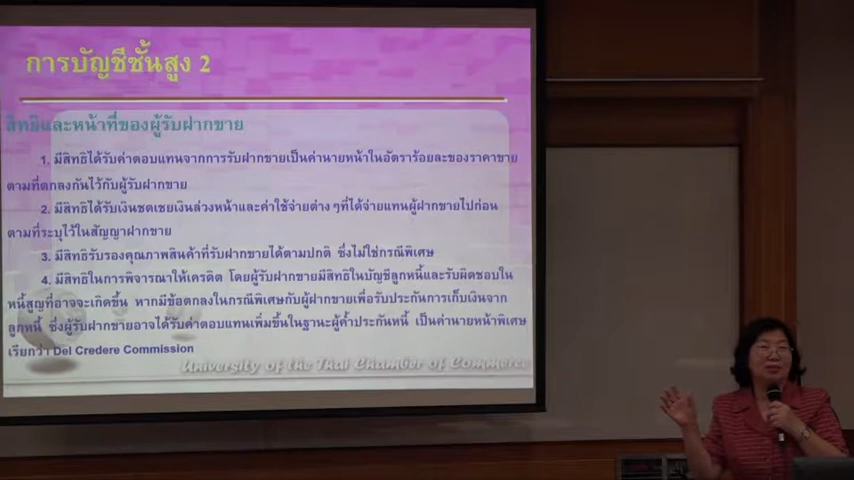 การบัญชีชั้นสูง 2
สิทธิและหน้าที่ของผู้รับฝากขาย
1. มีสิทธิได้รับค่าตอบแทนจากการรับฝากขายเป็นค่านายหน้าในอัตราร้อยละของราคาขาย
ตามที่ตกลงกันไว้กับผู้รับฝากขาย
2. มีสิทธิได้รับเงินชดเชยเงินล่วงหน้าและค่าใช้จ่ายต่าง ๆที่ได้จ่ายแทนผู้ฝากขายไปก่อน
ตามที่ระบุไว้ในสัญญาฝากขาย
3. มีสิทธิรับรองคุณภาพสินค้าที่รับฝากขายได้ตามปกติ ซึ่งไม่ใช่กรณีพิเศษ
4. มีสิทธิในการพิจารณาให้เครดิต โดยผู้รับฝากขายมีสิทธิในบัญชีลูกหนี้และรับผิดชอบใน
หนี้สูญที่อาจจะเกิดขึ้น หากมีข้อตกลงในกรณีพิเศษกับผู้ฝากขายเพื่อรับประกันการเก็บเงินจาก
ลูกหนี้ ซึ่งผู้รับฝากขายอาจได้รับค่าตอบแทนเพิ่มขึ้นในฐานะผู้ค้ำประกันหนี้ เป็นค่านายหน้าพิเศษ
เรียกว่า Del Credere Commission
University of the Thai Chamber of Commerce